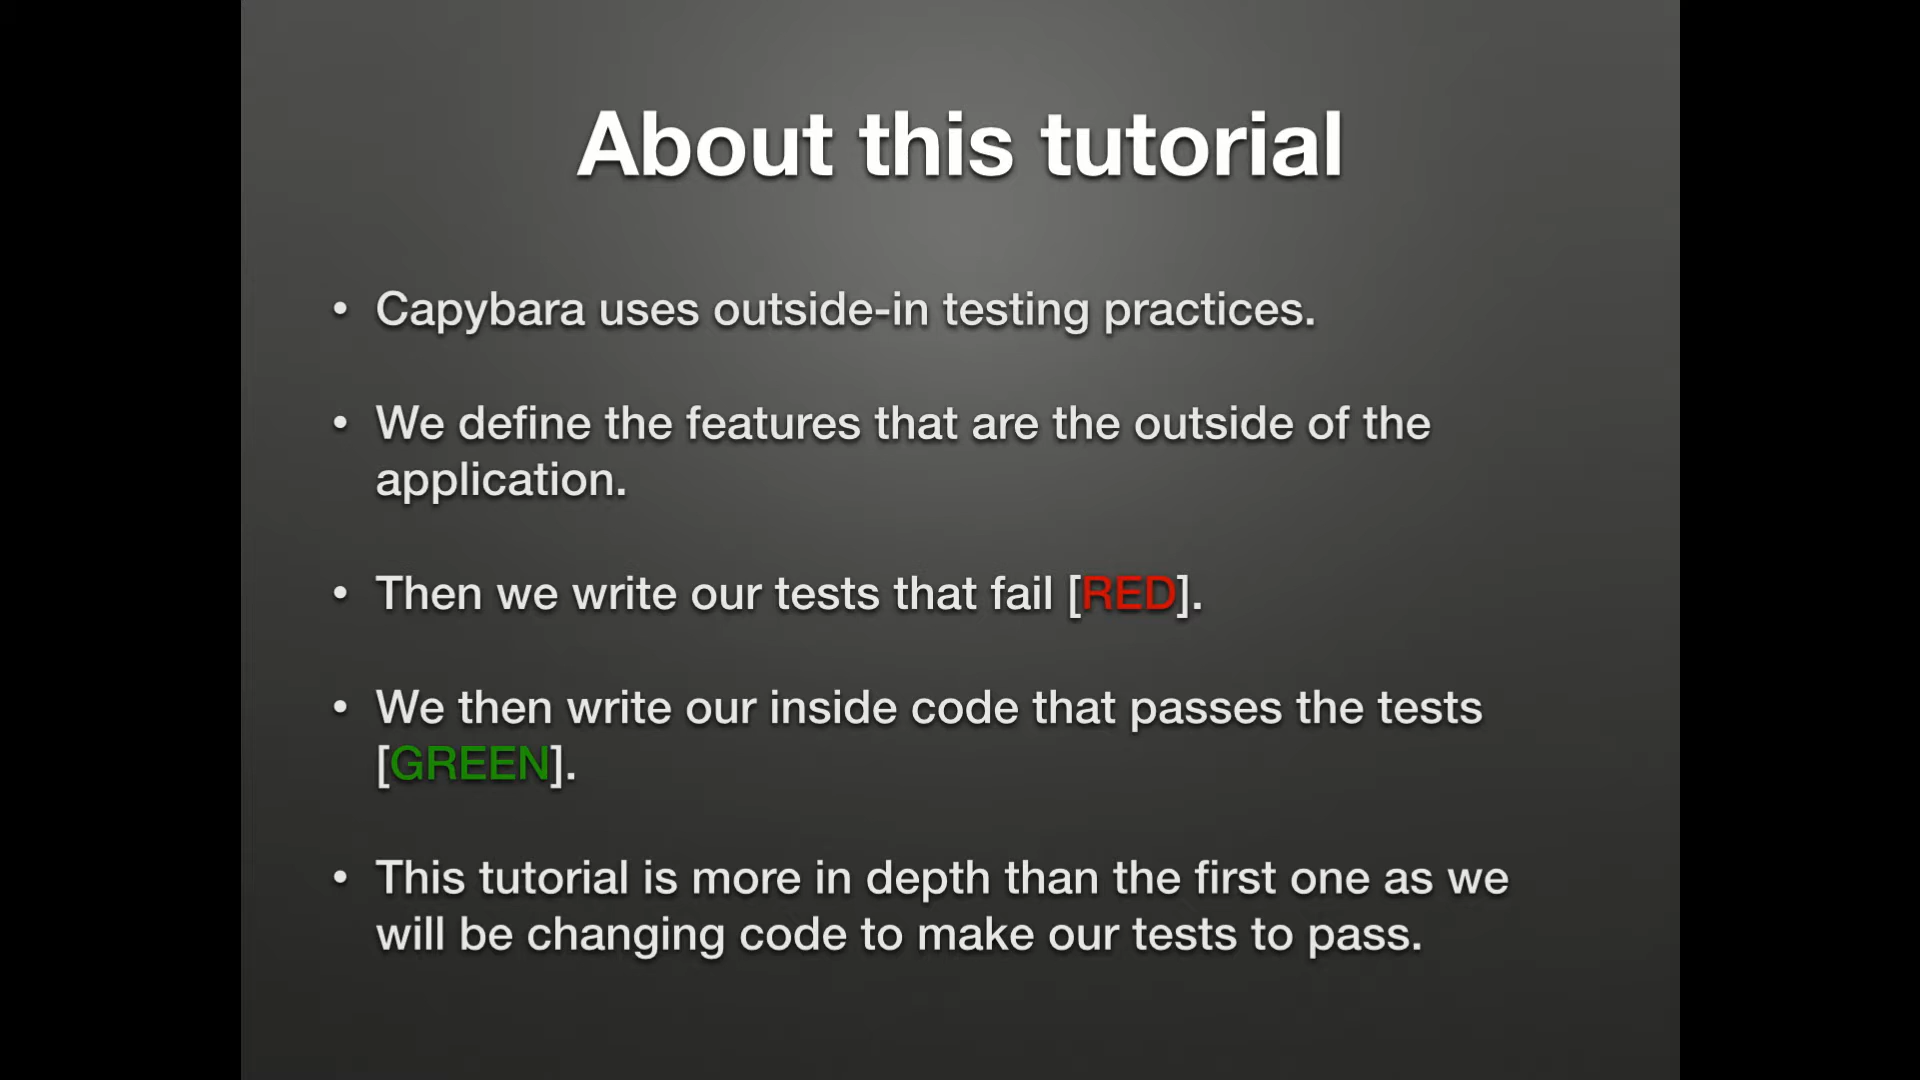 About this tutorial
• Capybara uses outside-in testing practices.
• We define the features that are the outside of the
application.
• Then we write our tests that fail [RED].
• We then write our inside code that passes the tests
[GREEN].
• This tutorial is more in depth than the first one as we
will be changing code to make our tests to pass.